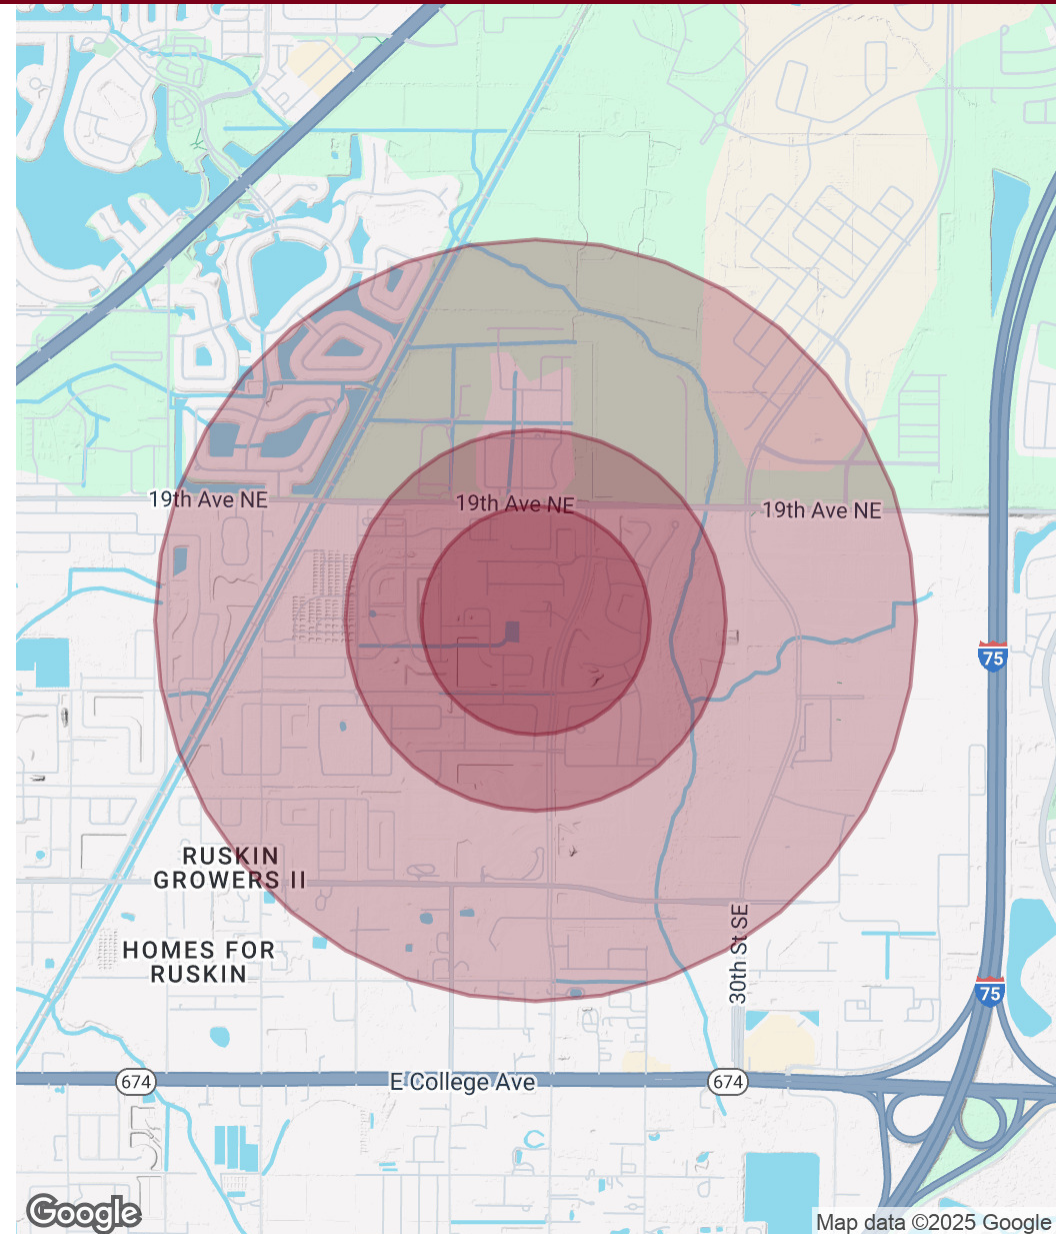 19th Ave NE
19th Ave NE
19th Ave NE
75
RUSKIN
GROWERS II
HOMES FOR
RUSKIN
30th St SE
75
674
E College Ave
674
Google
Map data ©2025 Google